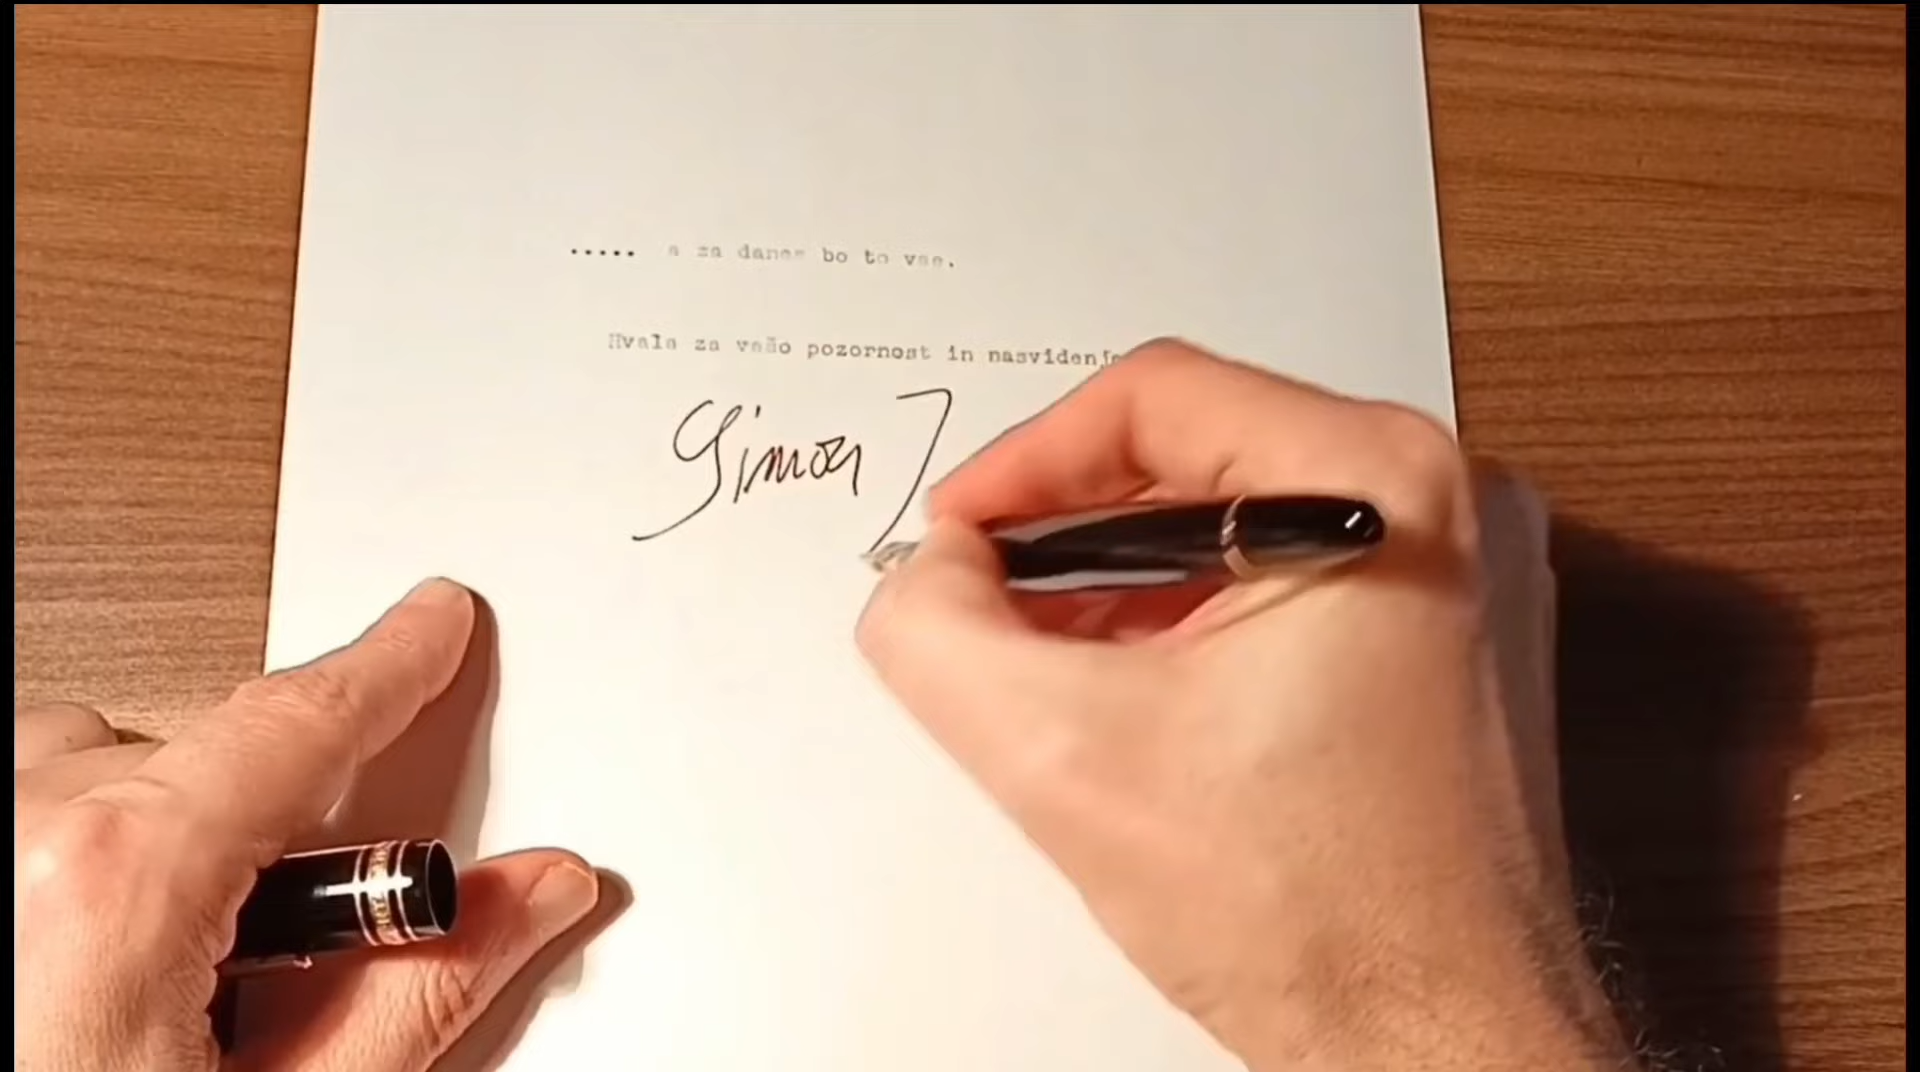 ..... a za danes bo to vse.
Hvala za vašo pozornost in nasvidenje
Simon